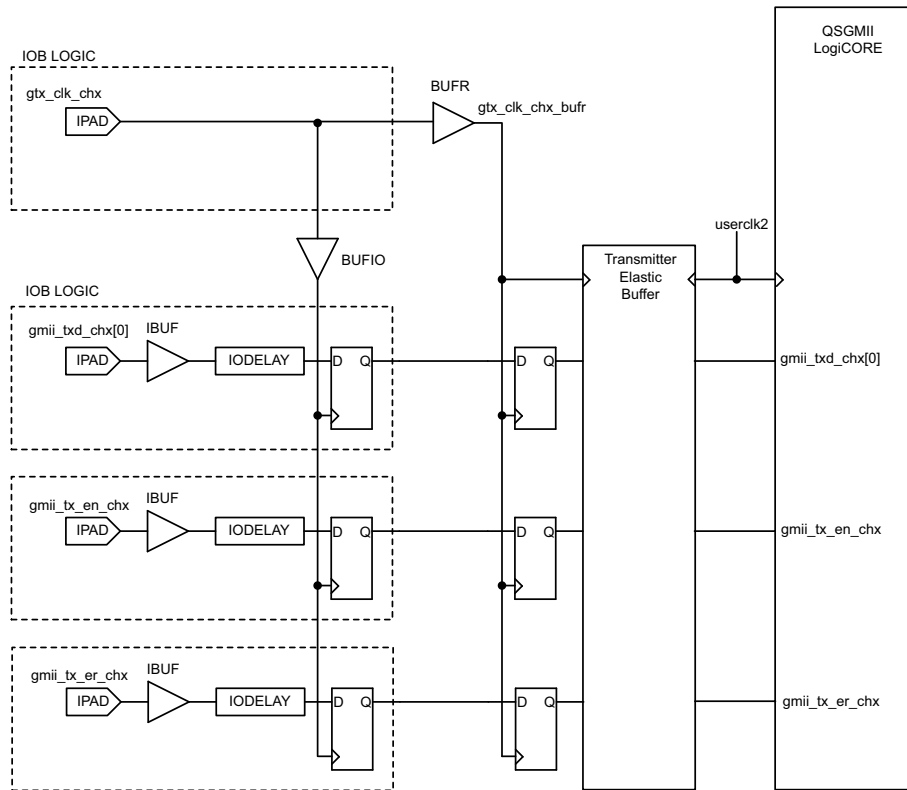 QSGMII
LogiCORE
IOB LOGIC
gtx_clk_chx
IPAD
BUFR
gtx_clk_chx_bufr
BUFIO
userclk2
Transmitter
Elastic
Buffer
IOB LOGIC
gmii_txd_chx[0]
IBUF
IPAD
IODELAY
D Q
D Q
gmii_txd_chx[0]
gmii_tx_en_chx
IBUF
IPAD
IODELAY
D Q
D Q
gmii_tx_en_chx
gmii_tx_er_chx
IBUF
IPAD
IODELAY
D Q
D Q
gmii_tx_er_chx